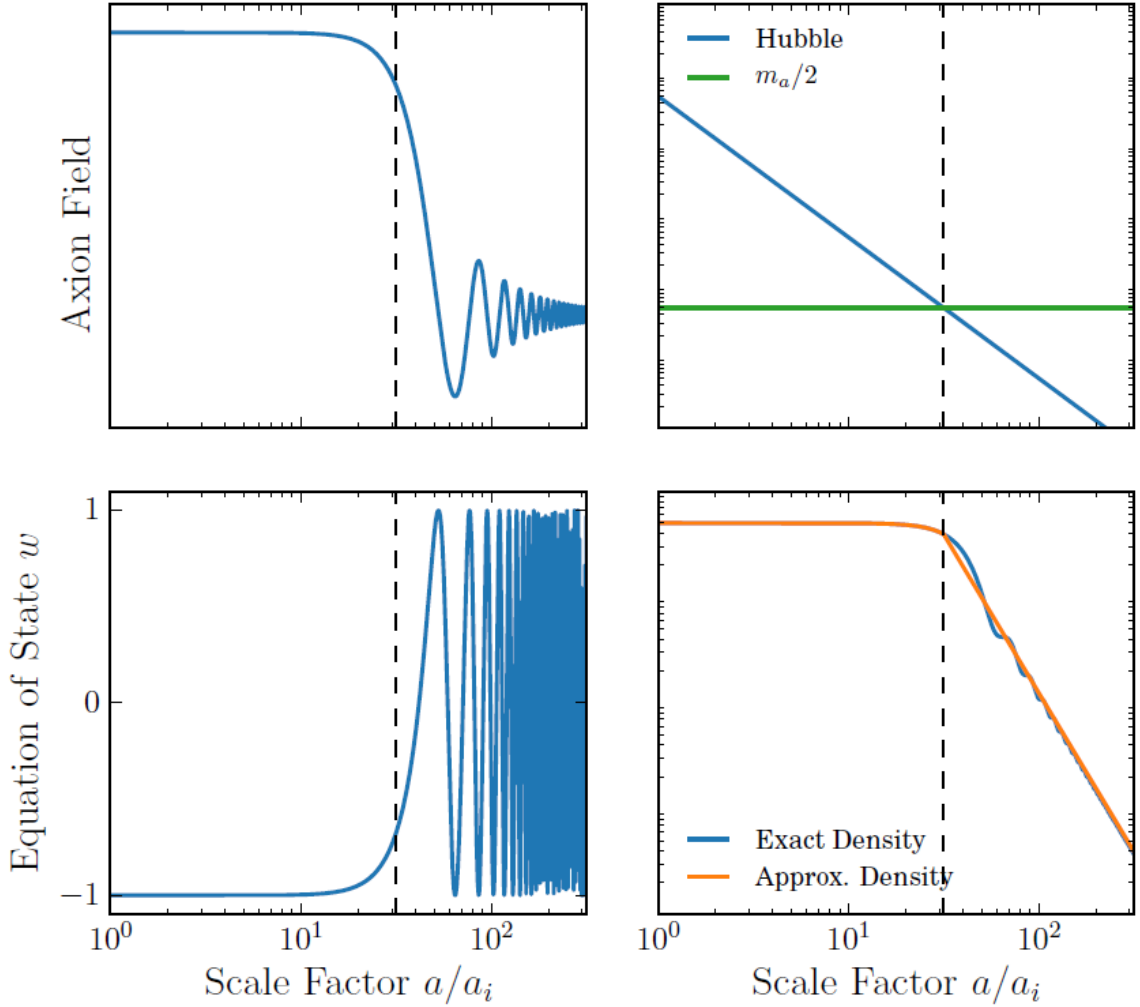 Axion Field
Hubble
$m_a/2$
Equation of State $w$
1
0
−1
$10^0$ $10^1$ $10^2$
Scale Factor $a/a_i$
Exact Density
Approx. Density
$10^0$ $10^1$ $10^2$
Scale Factor $a/a_i$